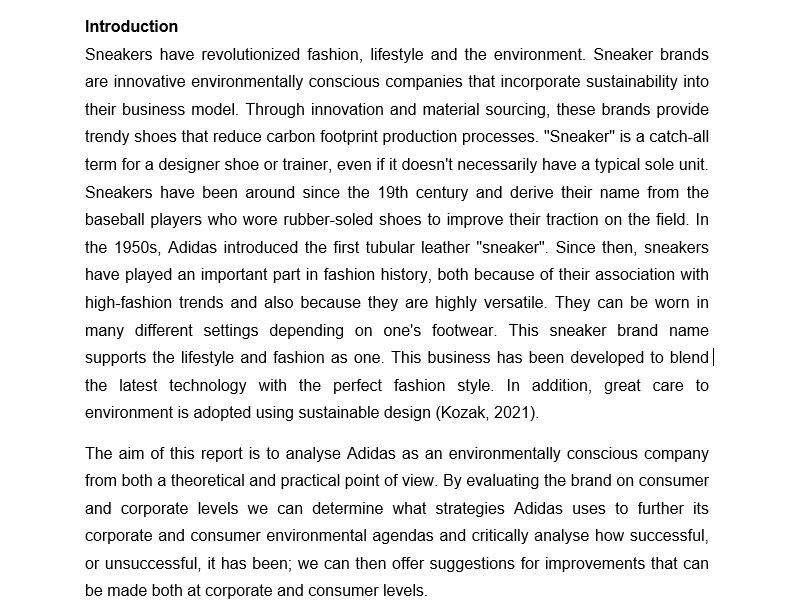 Introduction
Sneakers have revolutionized fashion, lifestyle and the environment. Sneaker brands
are innovative environmentally conscious companies that incorporate sustainability into
their business model. Through innovation and material sourcing, these brands provide
trendy shoes that reduce carbon footprint production processes. "Sneaker" is a catch-all
term for a designer shoe or trainer, even if it doesn't necessarily have a typical sole unit.
Sneakers have been around since the 19th century and derive their name from the
baseball players who wore rubber-soled shoes to improve their traction on the field. In
the 1950s, Adidas introduced the first tubular leather "sneaker". Since then, sneakers
have played an important part in fashion history, both because of their association with
high-fashion trends and also because they are highly versatile. They can be worn in
many different settings depending on one's footwear. This sneaker brand name
supports the lifestyle and fashion as one. This business has been developed to blend
the latest technology with the perfect fashion style. In addition, great care to
environment is adopted using sustainable design (Kozak, 2021).
The aim of this report is to analyse Adidas as an environmentally conscious company
from both a theoretical and practical point of view. By evaluating the brand on consumer
and corporate levels we can determine what strategies Adidas uses to further its
corporate and consumer environmental agendas and critically analyse how successful,
or unsuccessful, it has been; we can then offer suggestions for improvements that can
be made both at corporate and consumer levels.